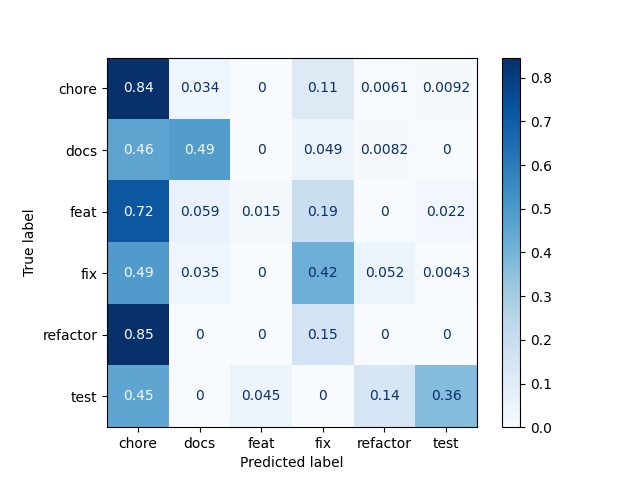 chore 0.84 0.034 0 0.11 0.0061 0.0092
docs 0.46 0.49 0 0.049 0.0082 0
feat 0.72 0.059 0.015 0.19 0 0.022
fix 0.49 0.035 0 0.42 0.052 0.0043
refactor 0.85 0 0 0.15 0 0
test 0.45 0 0.045 0 0.14 0.36
chore docs feat fix refactor test
Predicted label
True label
0.8
0.7
0.6
0.5
0.4
0.3
0.2
0.1
0.0